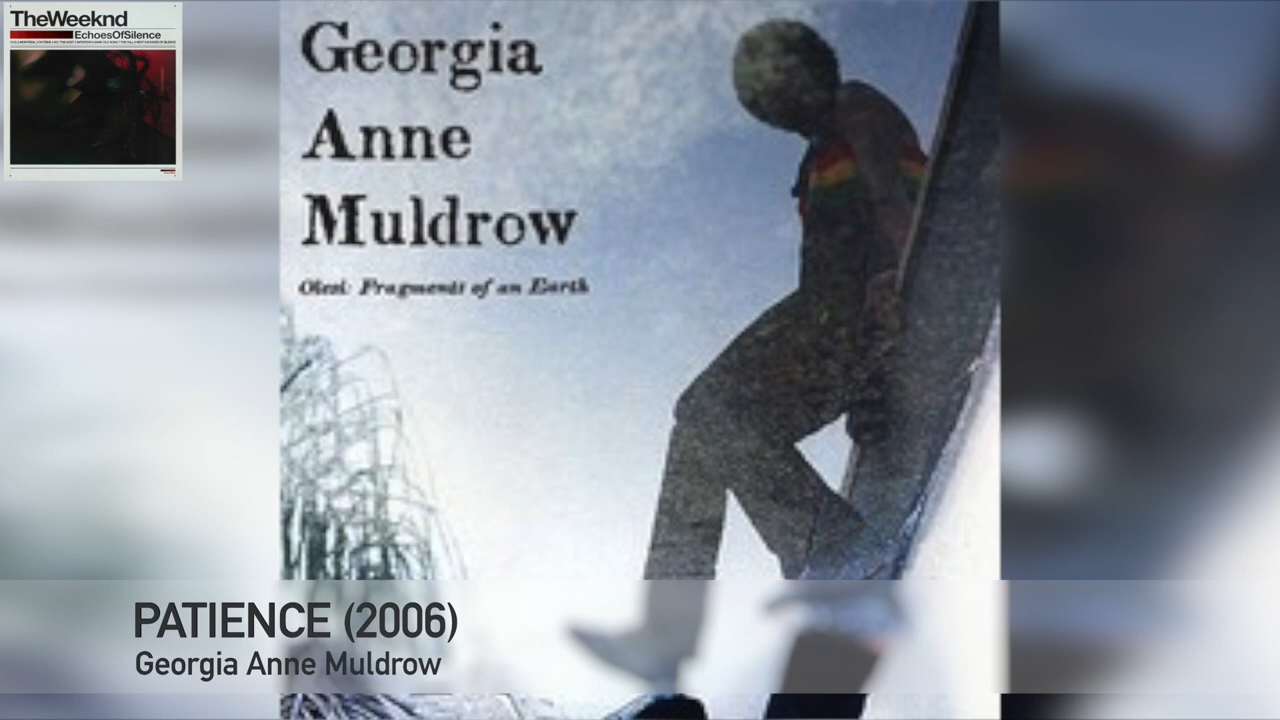 TheWeeknd
EchoesOfSilence
Georgia
Anne
Muldrow
Olesi: Fragments of an Earth
PATIENCE (2006)
Georgia Anne Muldrow